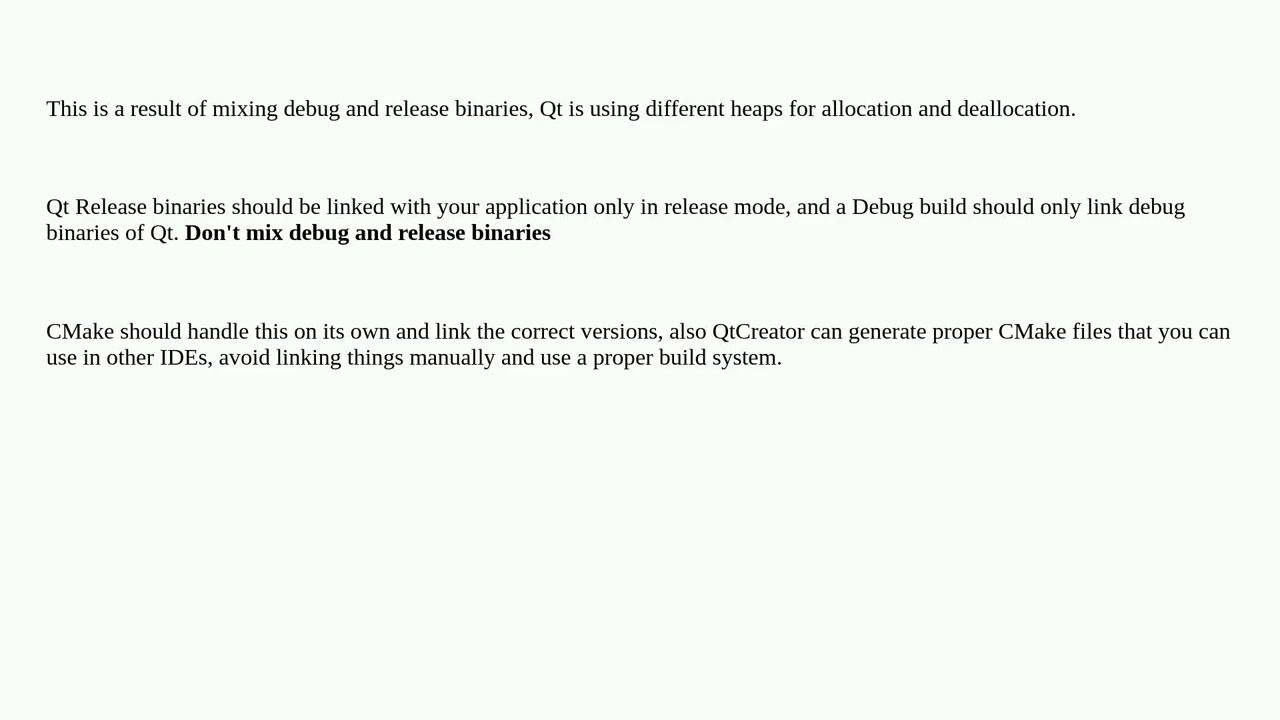 This is a result of mixing debug and release binaries, Qt is using different heaps for allocation and deallocation.
Qt Release binaries should be linked with your application only in release mode, and a Debug build should only link debug
binaries of Qt. Don't mix debug and release binaries
CMake should handle this on its own and link the correct versions, also QtCreator can generate proper CMake files that you can
use in other IDEs, avoid linking things manually and use a proper build system.